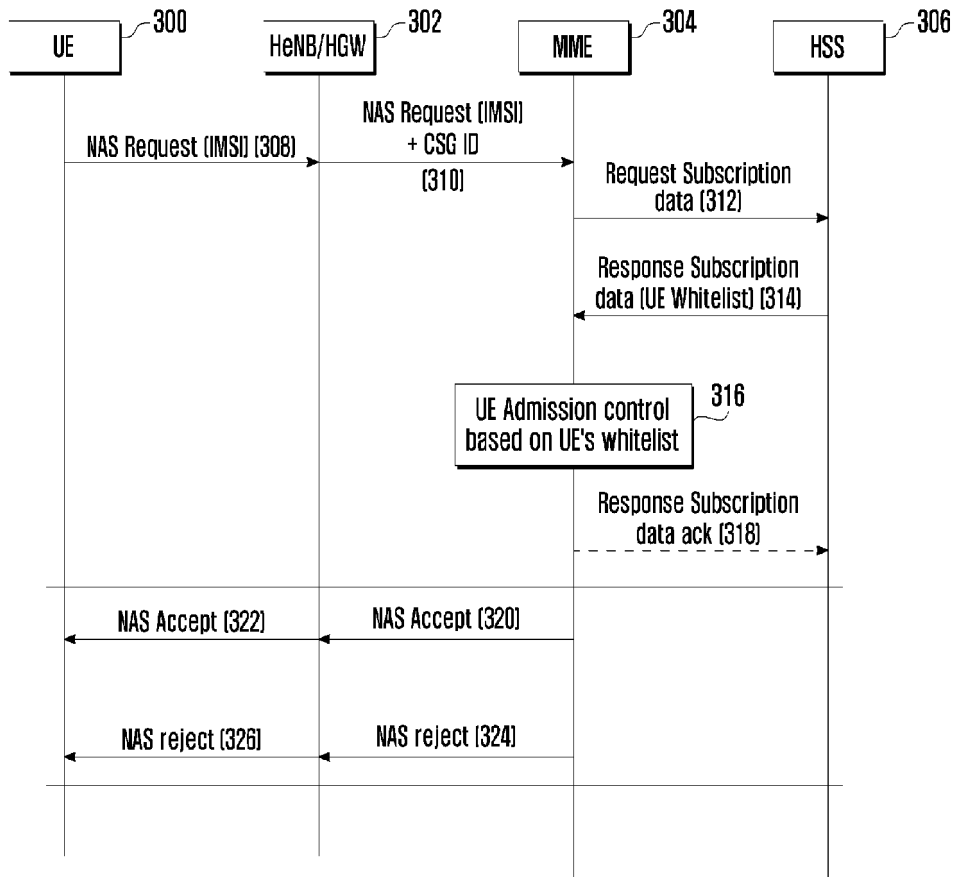 300
302
304
306
UE
HeNB/HGW
MME
HSS
NAS Request (IMSI) (308)
NAS Request (IMSI)
+ CSG ID
(310)
Request Subscription
data (312)
Response Subscription
data (UE Whitelist) (314)
316
UE Admission control
based on UE's whitelist
Response Subscription
data ack (318)
NAS Accept (322)
NAS Accept (320)
NAS reject (326)
NAS reject (324)